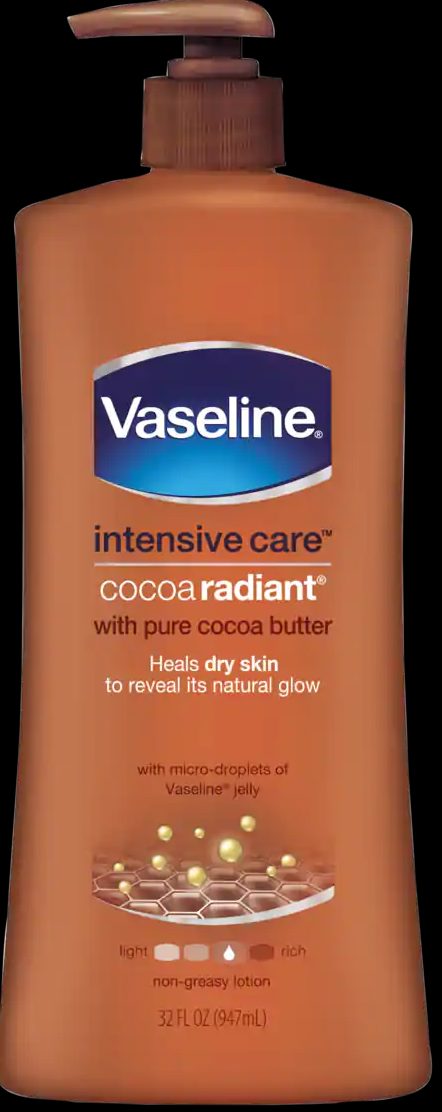 Vaseline®
intensive care™
cocoa radiant®
with pure cocoa butter
Heals dry skin
to reveal its natural glow
with micro-droplets of
Vaseline® jelly
light rich
non-greasy lotion
32 FL OZ (947mL)